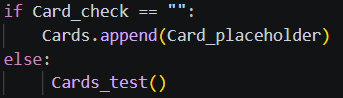 if Card_check == "":
    Cards.append(Card_placeholder)
else:
     Cards_test()